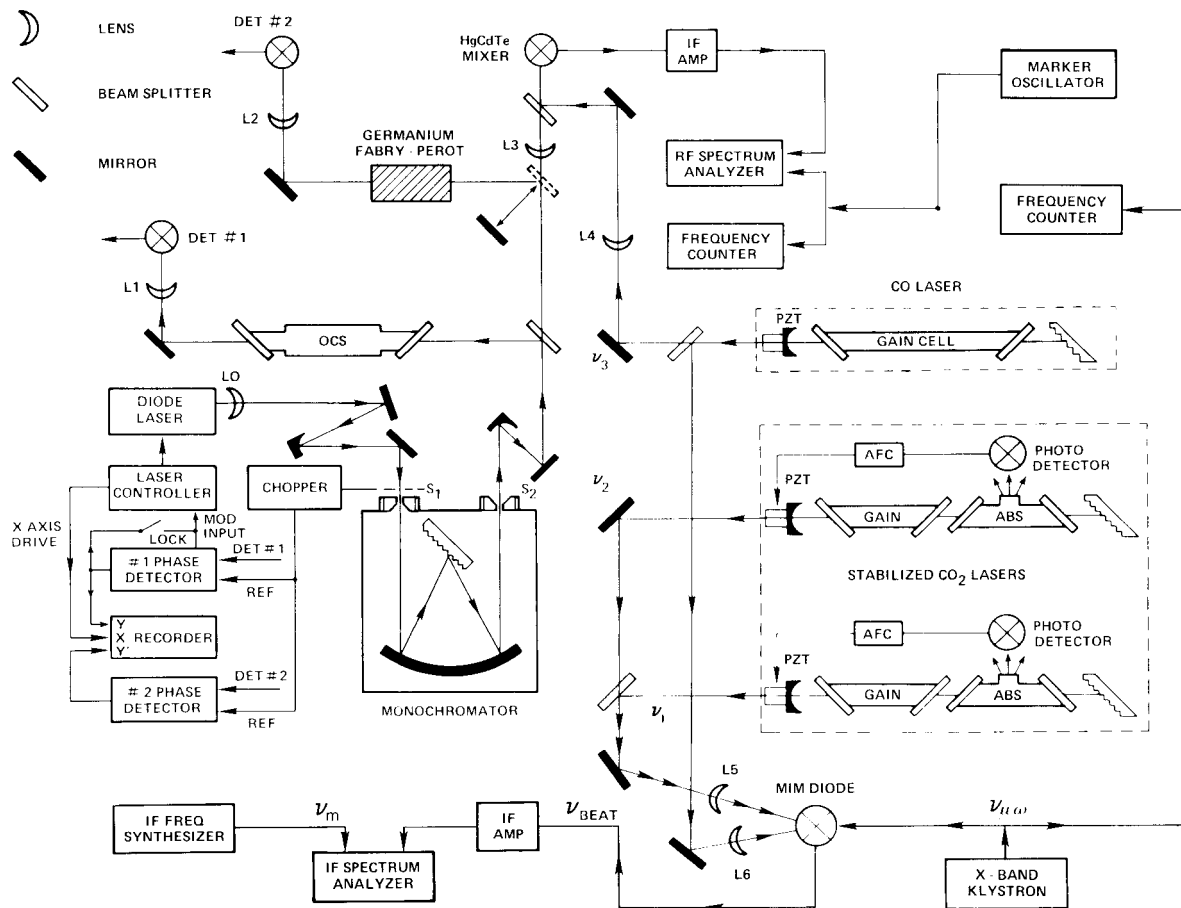 LENS
BEAM SPLITTER
MIRROR
DET #2
L2
GERMANIUM
FABRY - PEROT
HgCdTe
MIXER
L3
IF
AMP
RF SPECTRUM
ANALYZER
FREQUENCY
COUNTER
MARKER
OSCILLATOR
FREQUENCY
COUNTER
L4
DET #1
L1
OCS
CO LASER
PZT
GAIN CELL
ν3
DIODE
LASER
LO
LASER
CONTROLLER
CHOPPER
S1
S2
X AXIS
DRIVE
LOCK
MOD
INPUT
#1 PHASE
DETECTOR
DET #1
REF
Y
X RECORDER
Y'
# 2 PHASE
DETECTOR
DET #2
REF
MONOCHROMATOR
ν2
AFC
PHOTO
DETECTOR
PZT
GAIN
ABS
STABILIZED CO2 LASERS
AFC
PHOTO
DETECTOR
PZT
GAIN
ABS
ν1
L5
L6
MIM DIODE
IF FREQ
SYNTHESIZER
νm
IF SPECTRUM
ANALYZER
IF
AMP
νBEAT
νμω
X - BAND
KLYSTRON